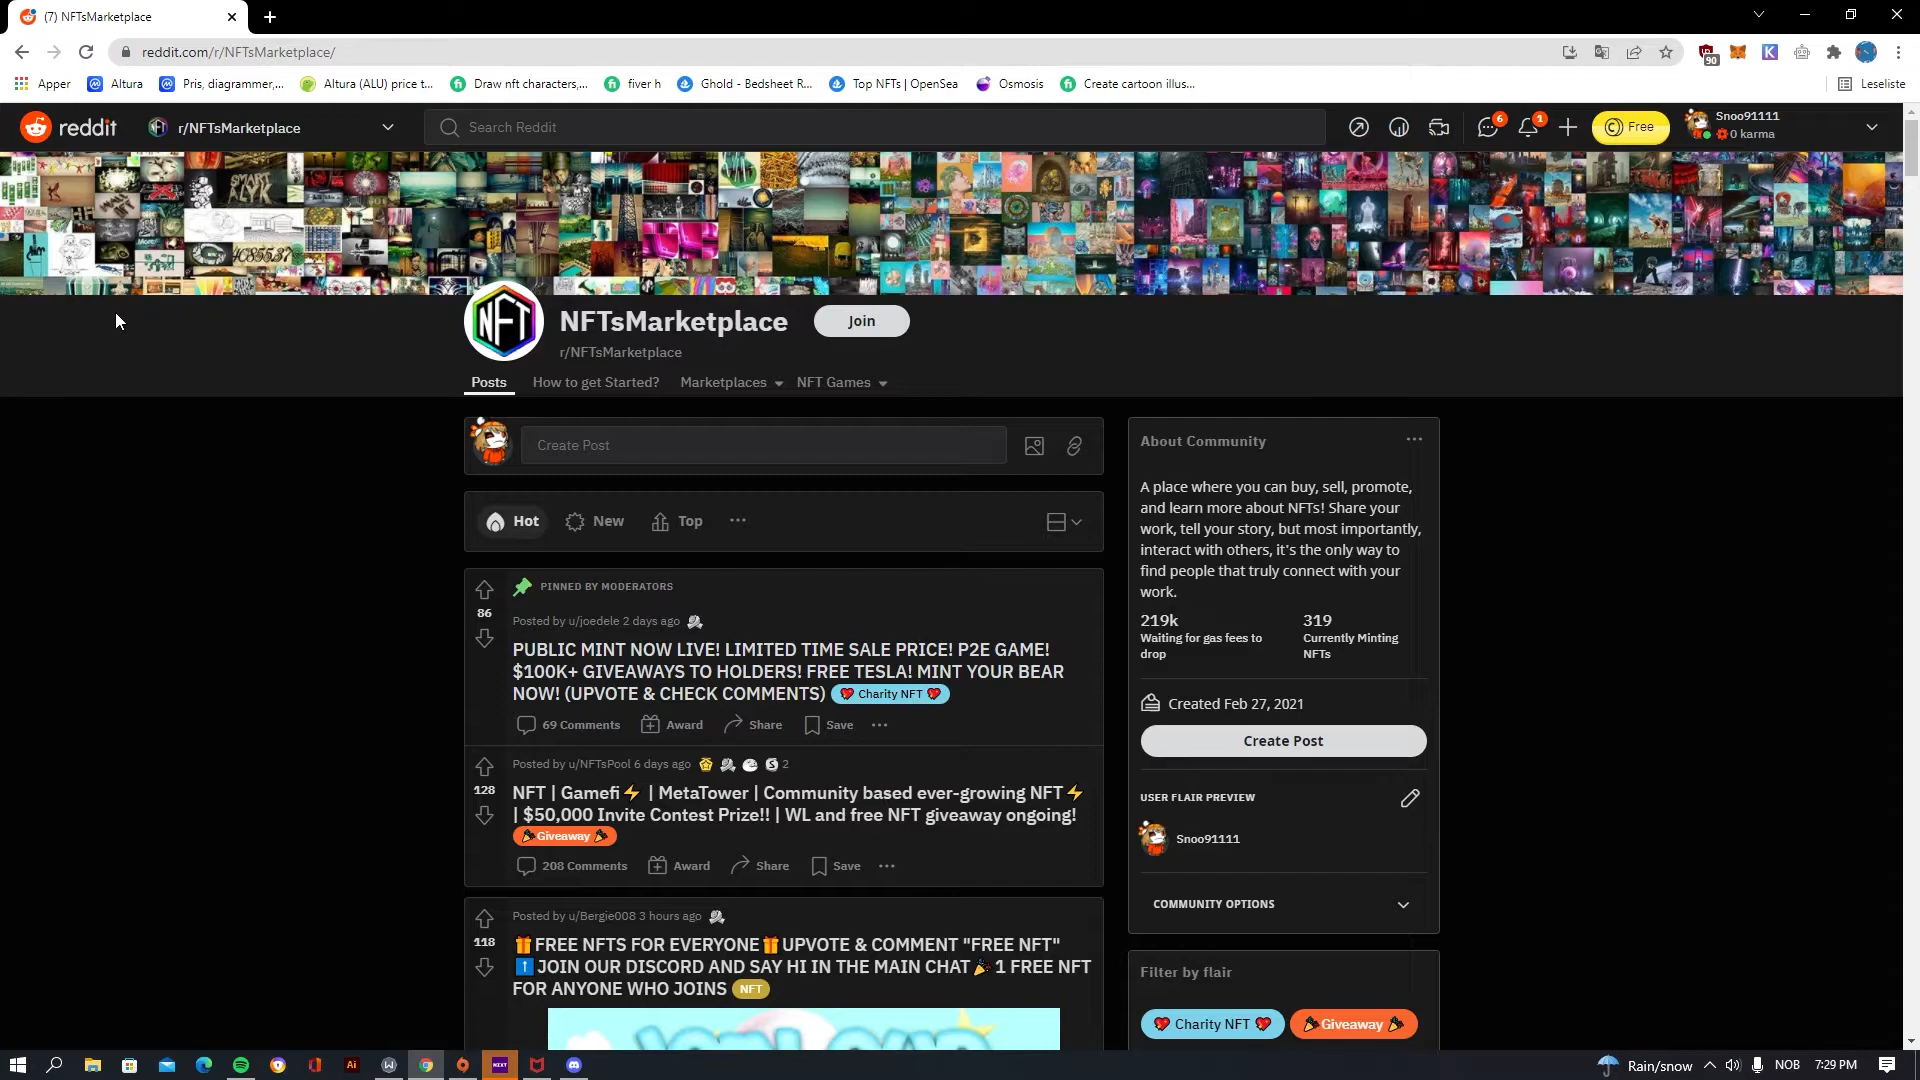 (7) NFTsMarketplace
reddit.com/r/NFTsMarketplace/
90
Apper
Altura
Pris, diagrammer,...
Altura (ALU) price t...
Draw nft characters,...
fiver h
Ghold - Bedsheet R...
Top NFTs | OpenSea
Osmosis
Create cartoon illus...
Leseliste
reddit
r/NFTsMarketplace
Search Reddit
6
1
Free
Snoo91111
0 karma
NFT
NFTsMarketplace
Join
r/NFTsMarketplace
Posts
How to get Started?
Marketplaces
NFT Games
Create Post
Hot
New
Top
PINNED BY MODERATORS
86
Posted by u/joedele 2 days ago
PUBLIC MINT NOW LIVE! LIMITED TIME SALE PRICE! P2E GAME!
$100K+ GIVEAWAYS TO HOLDERS! FREE TESLA! MINT YOUR BEAR
NOW! (UPVOTE & CHECK COMMENTS) 💖 Charity NFT 💖
69 Comments
Award
Share
Save
Posted by u/NFTsPool 6 days ago
2
128
NFT | Gamefi⚡ | MetaTower | Community based ever-growing NFT⚡
| $50,000 Invite Contest Prize!! | WL and free NFT giveaway ongoing!
🎉Giveaway 🎉
208 Comments
Award
Share
Save
Posted by u/Bergie008 3 hours ago
118
🎁FREE NFTS FOR EVERYONE🎁UPVOTE & COMMENT "FREE NFT"
⬆️JOIN OUR DISCORD AND SAY HI IN THE MAIN CHAT🎉1 FREE NFT
FOR ANYONE WHO JOINS NFT
About Community
A place where you can buy, sell, promote,
and learn more about NFTs! Share your
work, tell your story, but most importantly,
interact with others, it's the only way to
find people that truly connect with your
work.
219k
Waiting for gas fees to
drop
319
Currently Minting
NFTs
Created Feb 27, 2021
Create Post
USER FLAIR PREVIEW
Snoo91111
COMMUNITY OPTIONS
Filter by flair
💖 Charity NFT 💖
🎉Giveaway 🎉
Rain/snow
NOB
7:29 PM